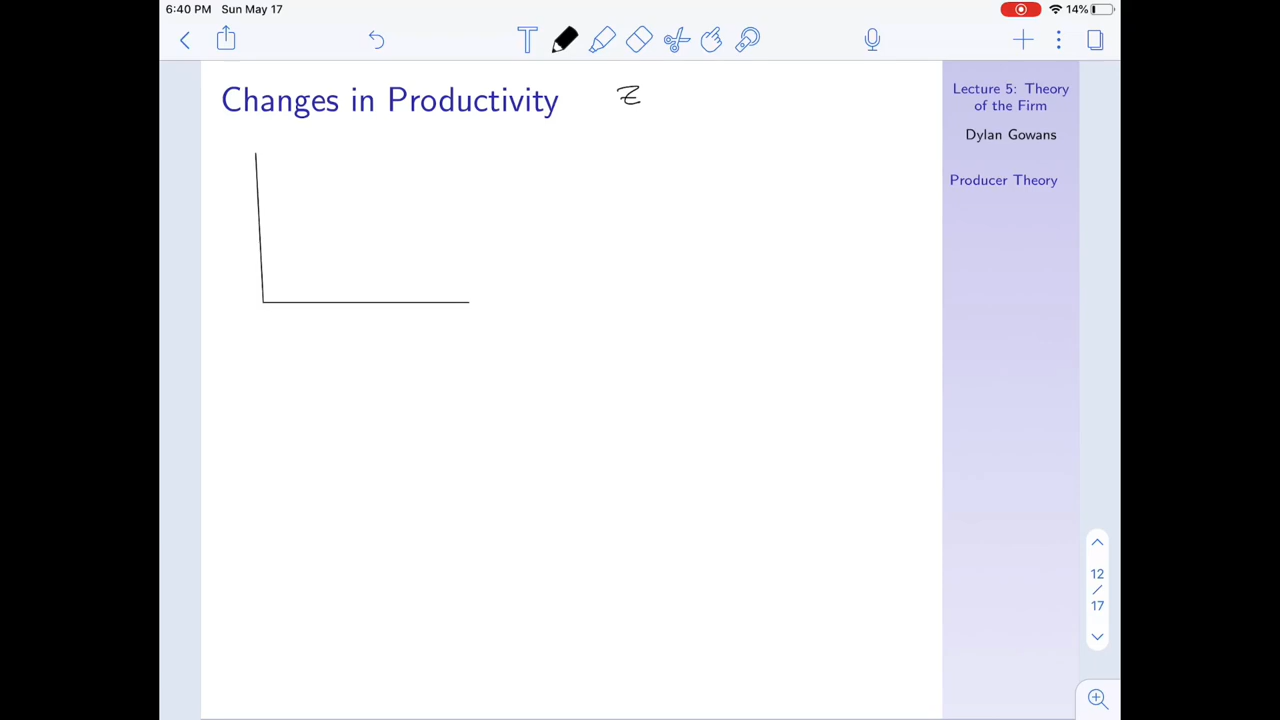 6:40 PM Sun May 17
14%
Changes in Productivity z
Lecture 5: Theory
of the Firm
Dylan Gowans
Producer Theory
12
/
17